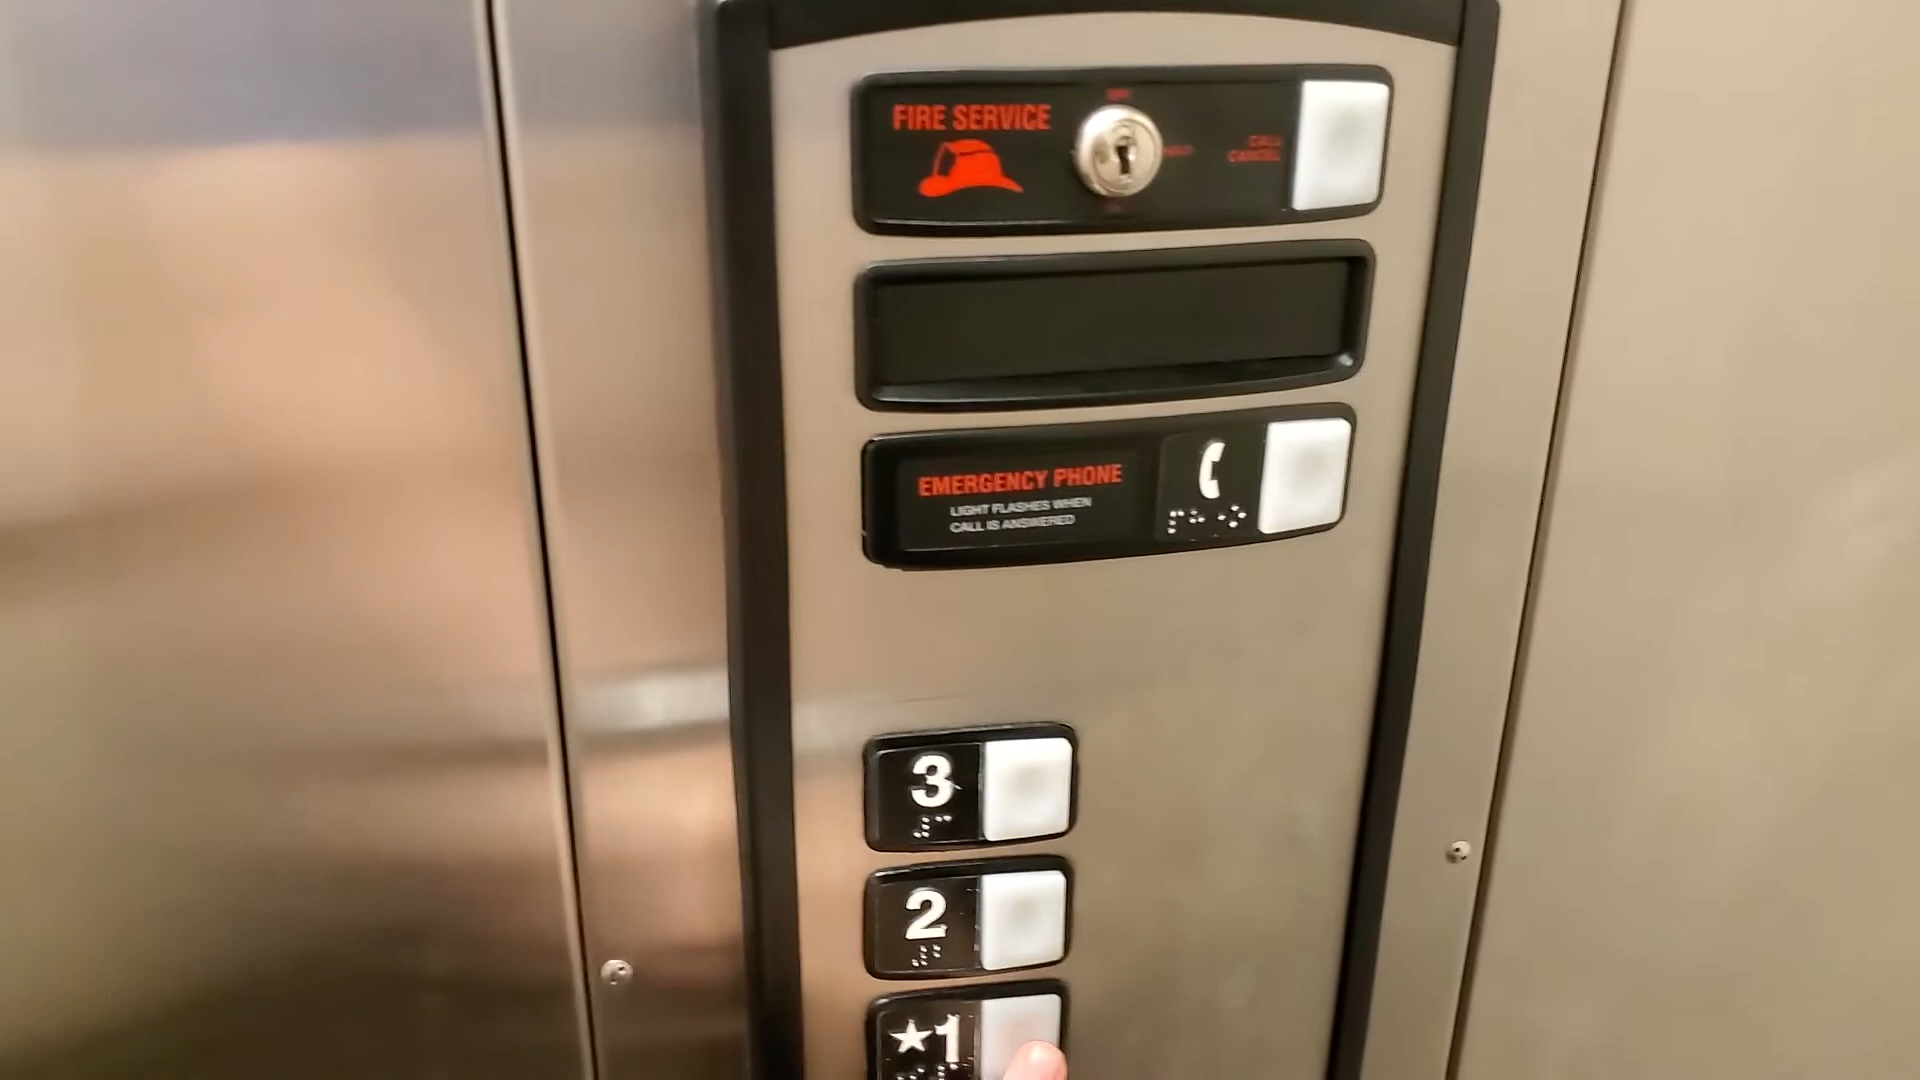 FIRE SERVICE
CALL
CANCEL
EMERGENCY PHONE
LIGHT FLASHES WHEN
CALL IS ANSWERED
3
2
★1